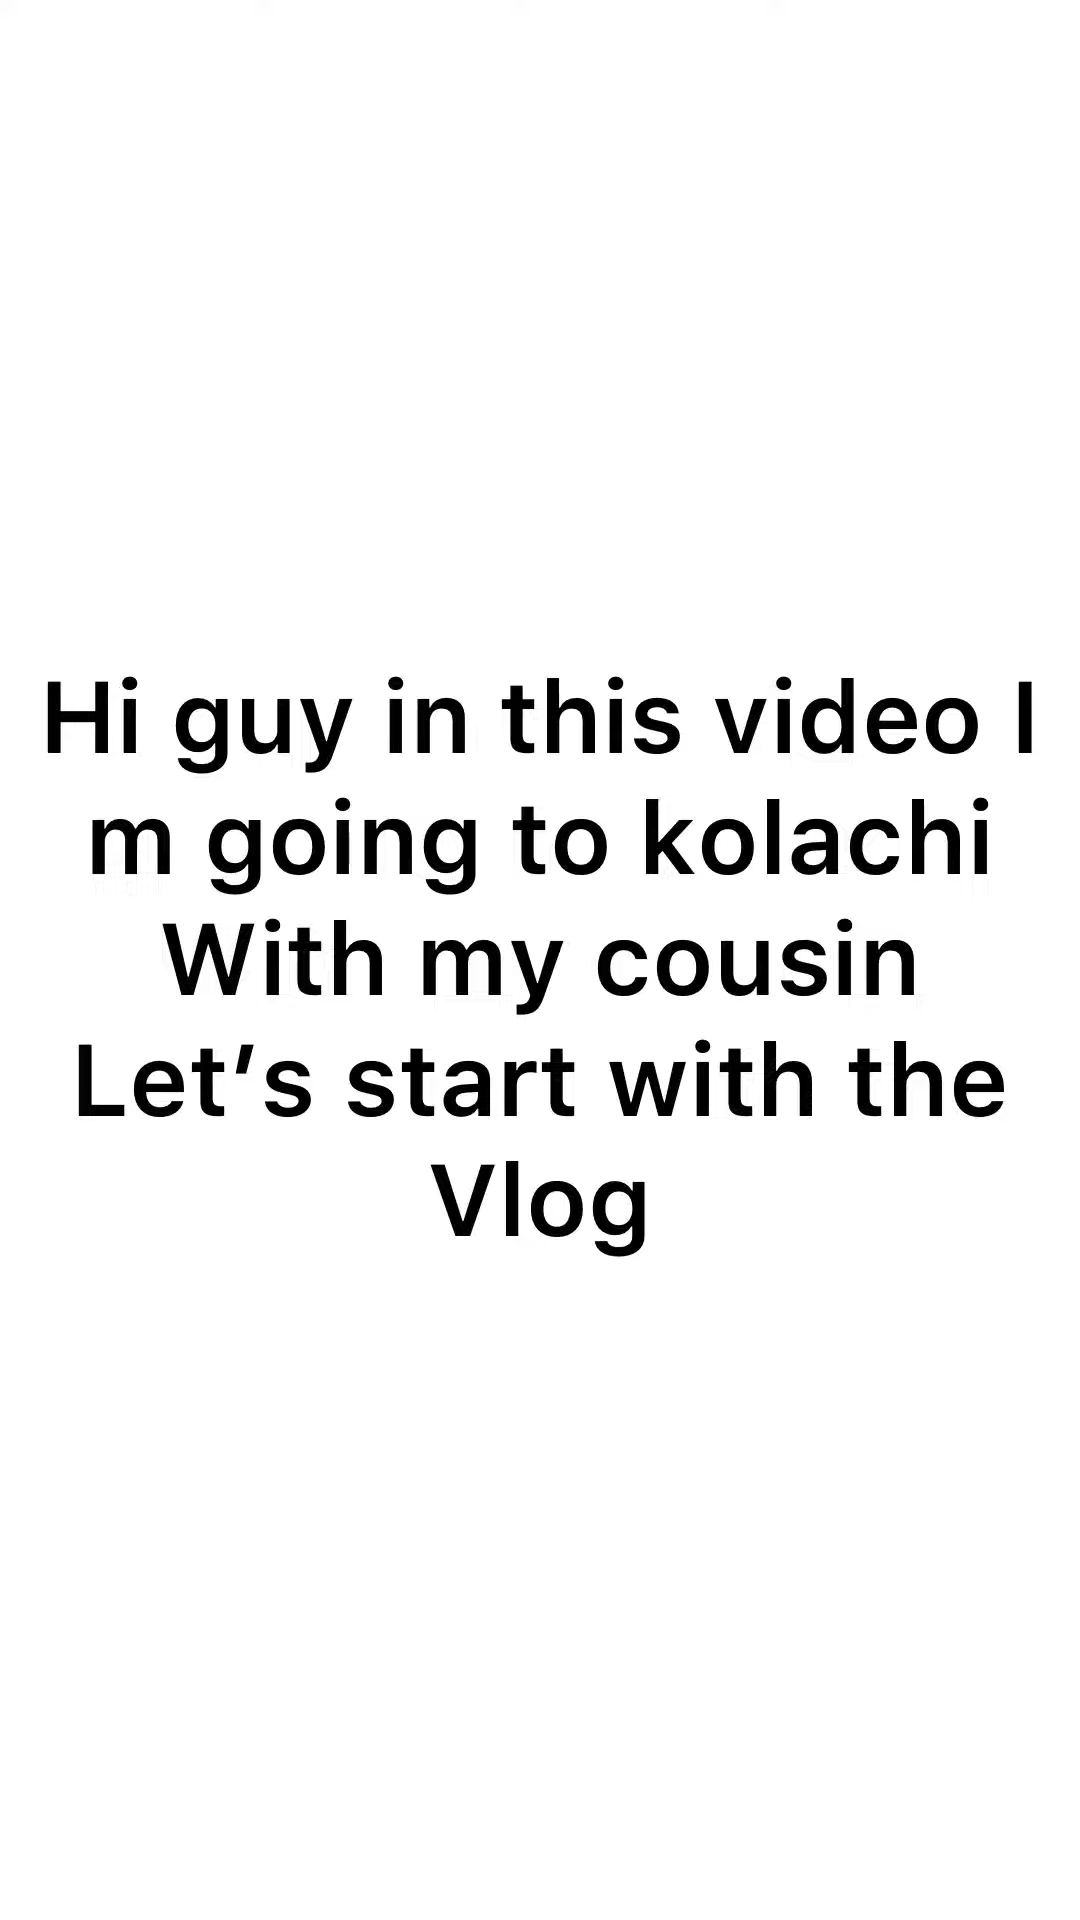 Hi guy in this video I
m going to kolachi
With my cousin
Let’s start with the
Vlog